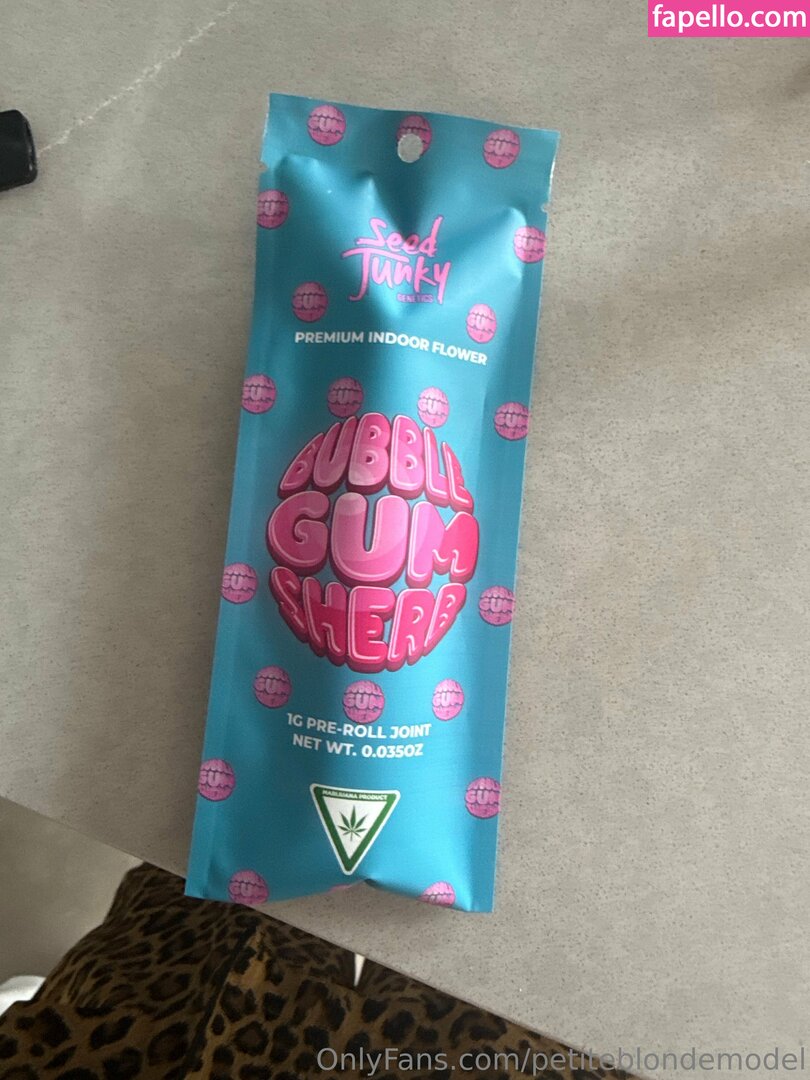 fapello.com
Seed
Junky
GENETICS
PREMIUM INDOOR FLOWER
BUBBLE
GUM
SHERB
1G PRE-ROLL JOINT
NET WT. 0.035OZ
MARIJUANA PRODUCT
OnlyFans.com/petiteblondemodel